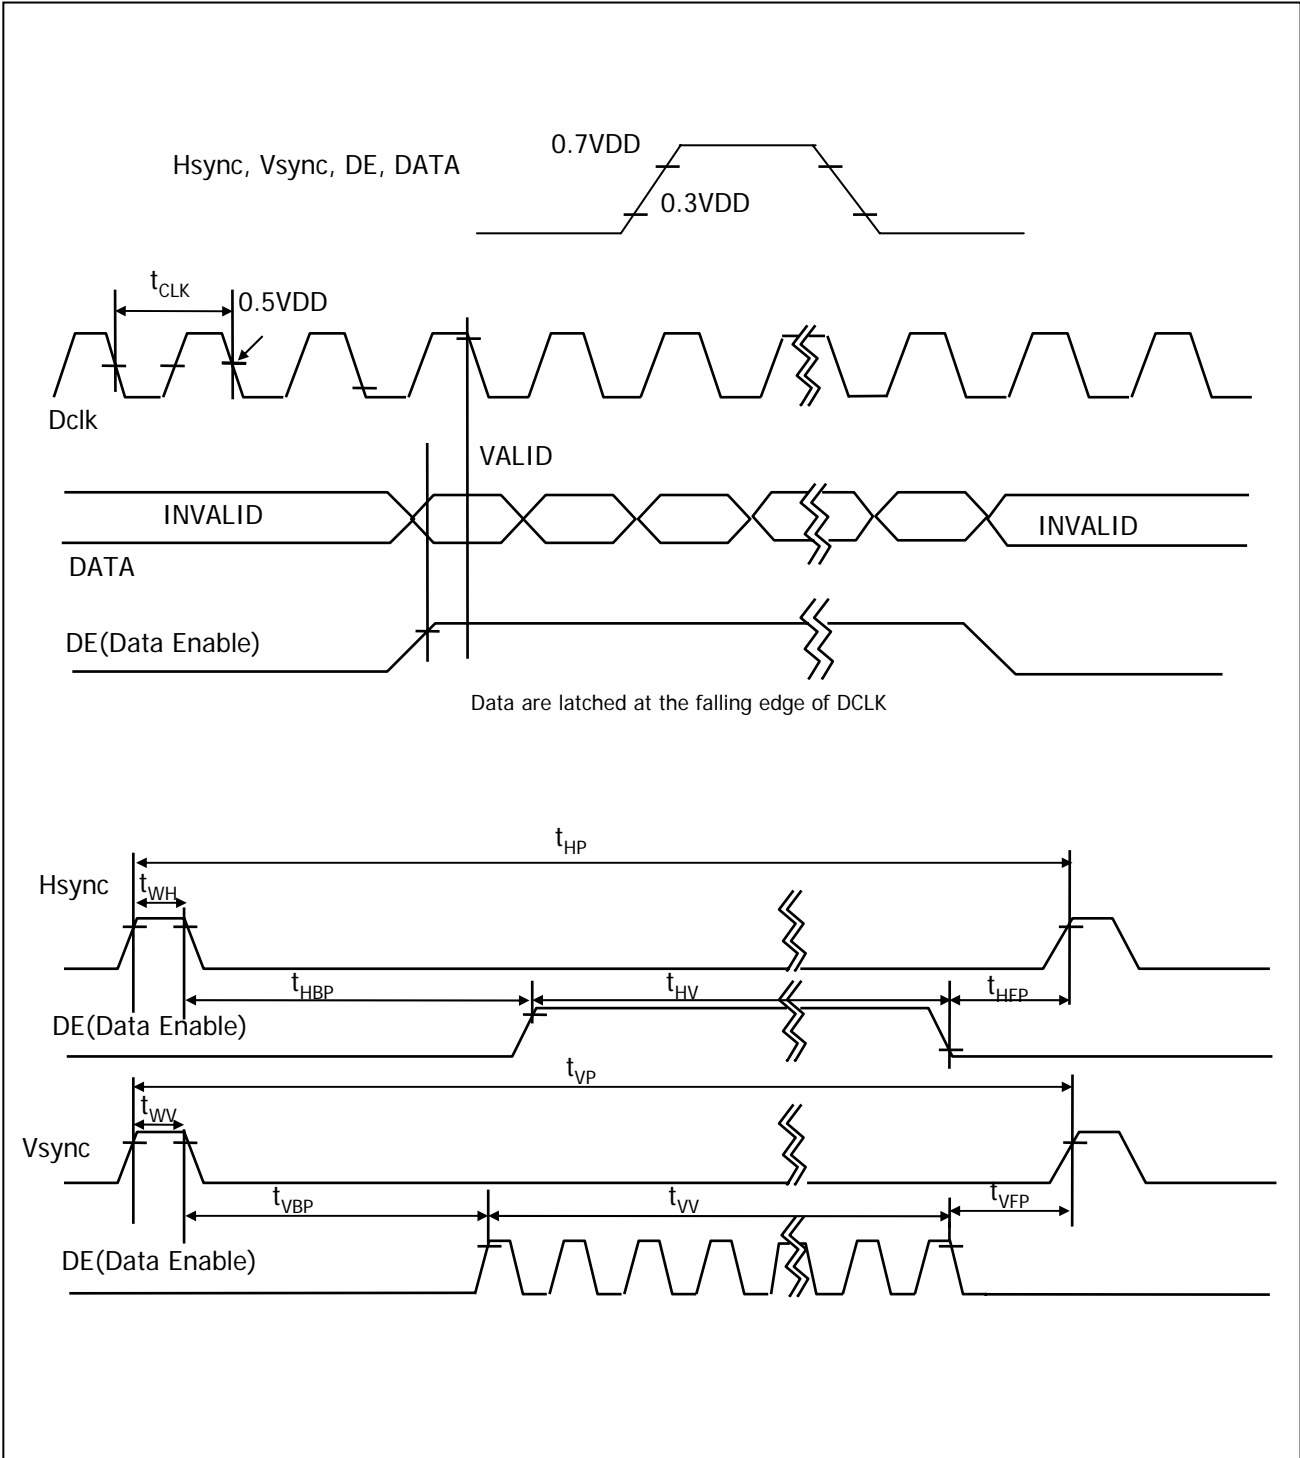 0.7VDD
Hsync, Vsync, DE, DATA
0.3VDD
tCLK
0.5VDD
Dclk
VALID
INVALID
INVALID
DATA
DE(Data Enable)
Data are latched at the falling edge of DCLK
tHP
Hsync
tWH
tHBP
tHV
tHFP
DE(Data Enable)
tVP
tWV
Vsync
tVBP
tVV
tVFP
DE(Data Enable)